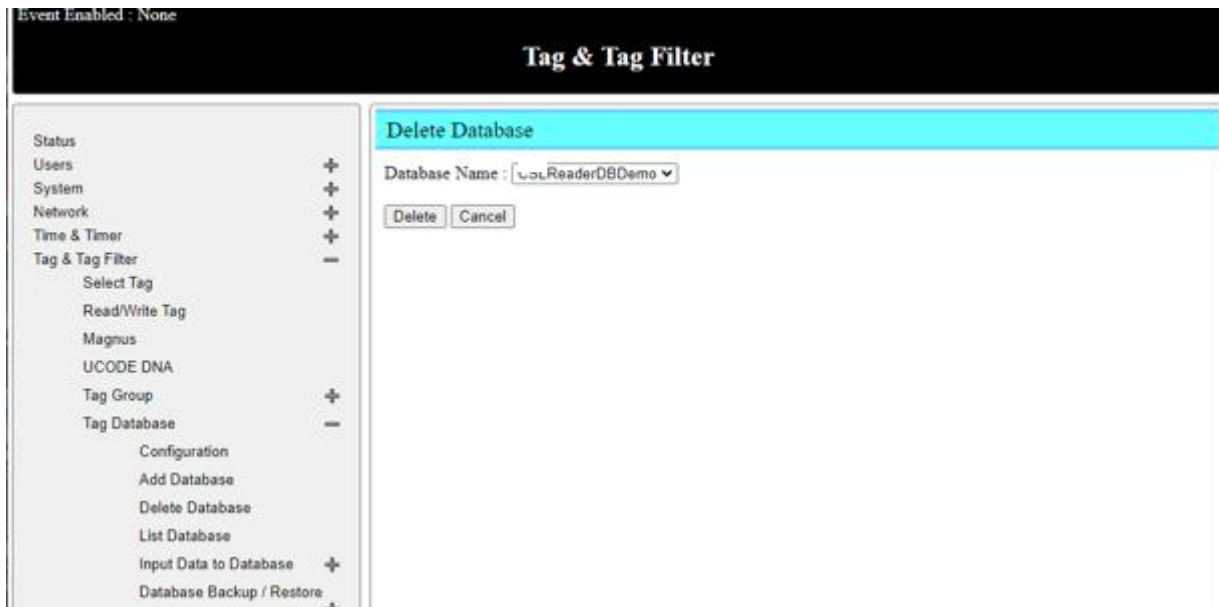 Event Enabled : None
Tag & Tag Filter
Status
Users
System
Network
Time & Timer
Tag & Tag Filter
Select Tag
Read/Write Tag
Magnus
UCODE DNA
Tag Group
Tag Database
Configuration
Add Database
Delete Database
List Database
Input Data to Database
Database Backup / Restore
Delete Database
Database Name : CSLReaderDBDemo
Delete Cancel